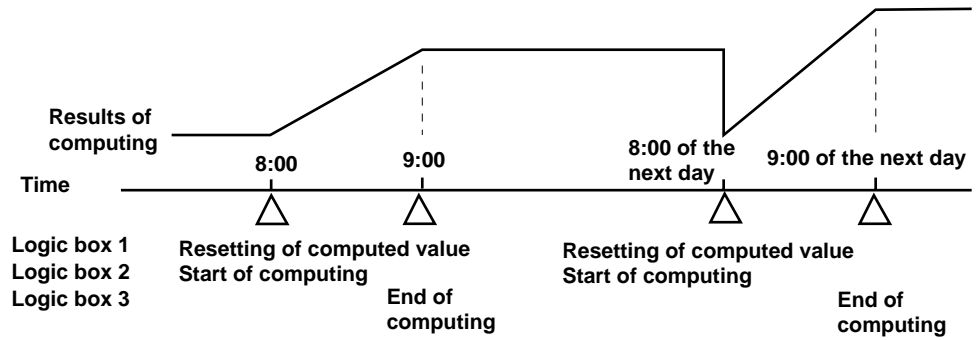 Results of
computing
8:00
9:00
8:00 of the
next day
9:00 of the next day
Time
Logic box 1
Logic box 2
Logic box 3
Resetting of computed value
Start of computing
End of
computing
Resetting of computed value
Start of computing
End of
computing